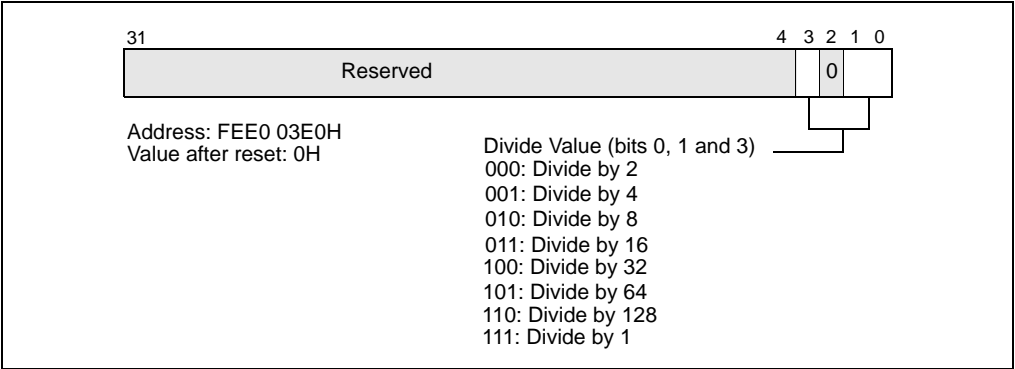 31 4 3 2 1 0
Reserved 0
Address: FEE0 03E0H
Value after reset: 0H
Divide Value (bits 0, 1 and 3)
000: Divide by 2
001: Divide by 4
010: Divide by 8
011: Divide by 16
100: Divide by 32
101: Divide by 64
110: Divide by 128
111: Divide by 1